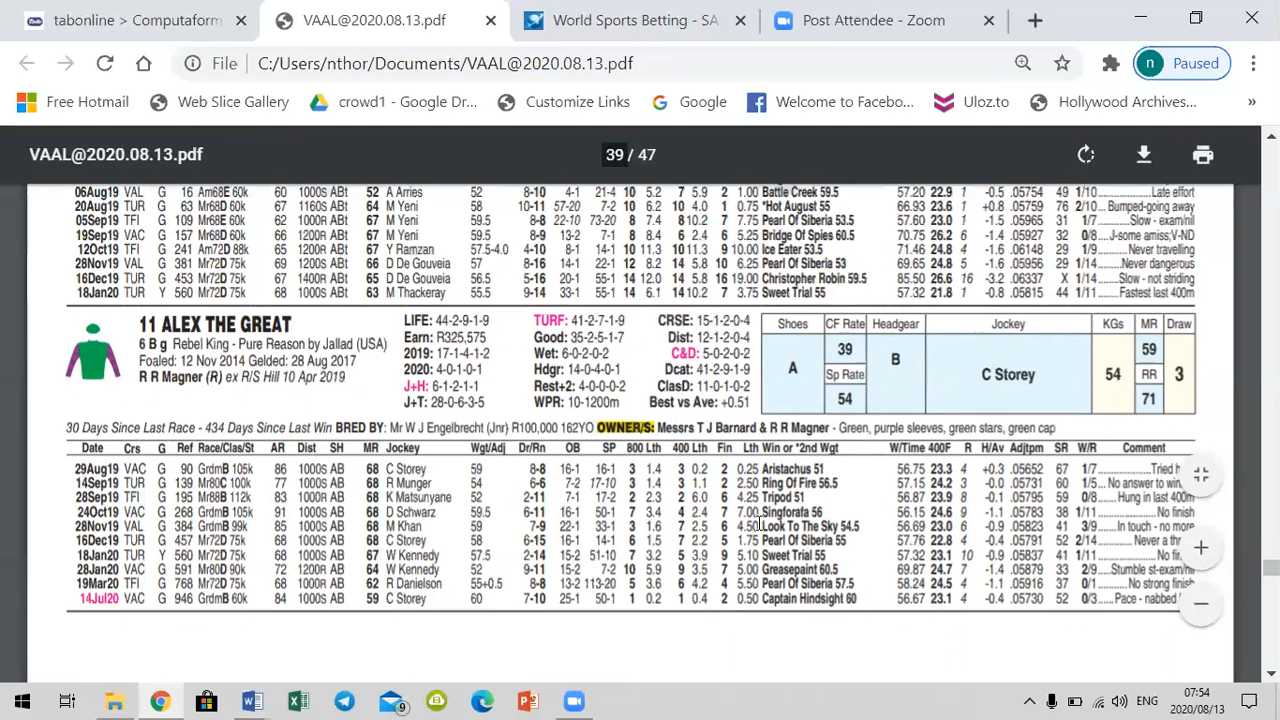 tabonline > Computaform
VAAL@2020.08.13.pdf
World Sports Betting - SA
Post Attendee - Zoom
File C:/Users/nthor/Documents/VAAL@2020.08.13.pdf
n Paused
Free Hotmail Web Slice Gallery crowd1 - Google Dr... Customize Links Google Welcome to Facebo... Uloz.to Hollywood Archives... »
VAAL@2020.08.13.pdf 39 / 47
06Aug19 VAL G 16 Am68E 60k 60 1000S ABt 52 A Arries 52 8-10 4-1 21-4 10 5.2 7 5.9 2 1.00 Battle Creek 59.5 57.20 22.9 1 -0.5 .05754 49 1/10 ...Late effort
20Aug19 TUR G 63 Mr68D 60k 67 1160S ABt 64 M Yeni 59.5 10-11 57-20 7-2 10 6.2 10 4.0 1 0.75 *Hot August 55 66.93 23.6 1 +0.8 .05759 76 2/10 ...Bumped-going away
05Sep19 TFI G 109 Mr68E 60k 62 1000S ABt 67 M Yeni 59.5 8-8 22-10 73-20 8 7.4 8 10.2 7 7.75 Pearl Of Siberia 53.5 57.60 23.0 1 -1.5 .05965 31 1/7 ...Slow - exam/nil
19Sep19 VAC G 157 Mr68D 60k 66 1200R ABt 67 M Yeni 59.5 8-9 13-2 7-1 8 8.4 6 2.4 6 5.25 Bridge Of Spies 60.5 70.75 26.2 6 -1.4 .05927 32 0/8 ...J-some amiss;V-ND
12Oct19 TFI G 241 Am72D 88k 66 1200R ABt 67 Y Ramzan 57.5-4.0 4-10 8-1 14-1 10 11.3 10 11.3 9 10.00 Ice Eater 53.5 71.46 24.8 4 -1.6 .06148 29 1/9 ...Never travelling
28Nov19 VAL G 381 Mr72D 75k 69 1200S ABt 66 D De Gouveia 57 8-16 14-1 22-1 12 8.2 14 5.8 10 6.25 Pearl Of Siberia 53 69.65 24.8 5 -1.6 .06956 29 1/14 ...Never dangerous
16Dec19 TUR G 453 Mr72D 75k 67 1400R ABt 65 D De Gouveia 56.5 5-16 20-1 55-1 14 12.0 14 5.8 16 19.00 Christopher Robin 59.5 85.50 26.6 16 -3.2 .06337 X 1/14 ...Slow - not striding
18Jan20 TUR Y 560 Mr72D 75k 68 1000S ABt 63 M Thackeray 55.5 9-14 33-1 55-1 14 6.1 14 10.2 7 3.75 Sweet Trial 55 57.32 21.8 1 -0.8 .05815 44 1/11 ...Fastest last 400m
11 ALEX THE GREAT
6 B g Rebel King - Pure Reason by Jallad (USA)
Foaled: 12 Nov 2014 Gelded: 28 Aug 2017
R R Magner (R) ex R/S Hill 10 Apr 2019
LIFE: 44-2-9-1-9 TURF: 41-2-7-1-9 CRSE: 15-1-2-0-4
Earn: R325,575 Good: 35-2-5-1-7 Dist: 12-1-2-0-4
2019: 17-1-4-1-2 Wet: 6-0-2-0-2 C&D: 5-0-2-0-2
2020: 4-0-1-0-1 Hdgr: 14-0-4-0-1 Dcat: 41-2-9-1-9
J+H: 6-1-2-1-1 Rest+2: 4-0-0-0-2 ClasD: 11-0-1-0-2
J+T: 28-0-6-3-5 WPR: 10-1200m Best vs Ave: +0.51
Shoes CF Rate Headgear Jockey KGs MR Draw
A 39 B C Storey 54 59 3
Sp Rate RR
54 71
30 Days Since Last Race - 434 Days Since Last Win BRED BY: Mr W J Engelbrecht (Jnr) R100,000 162YO OWNER/S: Messrs T J Barnard & R R Magner - Green, purple sleeves, green stars, green cap
Date Crs G Ref Race/Clas/St AR Dist SH MR Jockey Wgt/Adj Dr/Rn OB SP 800 Lth 400 Lth Fin Lth Win or *2nd Wgt W/Time 400F R H/Av Adjtpm SR W/R Comment
29Aug19 VAC G 90 GrdmB 105k 86 1000S AB 68 C Storey 59 8-8 16-1 16-1 3 1.4 3 0.2 2 0.25 Aristachus 51 56.75 23.3 4 +0.3 .05652 67 1/7 ...Tried h
14Sep19 TUR G 139 Mr80C 100k 77 1000S AB 68 R Munger 54 6-6 7-2 17-10 3 1.1 3 1.1 2 2.50 Ring Of Fire 56.5 57.15 24.2 3 -0.0 .05731 60 1/5 ...No answer to win
28Sep19 TFI G 195 Mr88B 112k 83 1000S AB 68 K Matsunyane 52 2-11 7-1 17-2 2 2.3 2 6.0 6 4.25 Tripod 51 56.87 23.9 8 -0.1 .05795 59 0/8 ...Hung in last 400m
24Oct19 VAC G 268 GrdmB 105k 94 1000S AB 68 D Schwarz 59.5 6-11 16-1 50-1 7 3.4 4 2.4 7 7.00 Singforafa 56 56.15 24.6 9 -1.1 .05783 38 1/11 ...No finish
28Nov19 VAL G 384 GrdmB 99k 85 1000S AB 68 M Khan 59 7-9 22-1 33-1 3 1.6 7 2.5 6 4.50 Look To The Sky 54.5 56.69 23.0 6 -0.9 .05823 41 3/9 ...In touch - no more
16Dec19 TUR G 457 Mr72D 75k 68 1000S AB 68 C Storey 56 6-15 14-1 16-1 6 1.5 7 2.2 5 1.75 Pearl Of Siberia 55 57.76 22.8 4 -0.4 .05890 52 2/14 ...Never a thr
18Jan20 TUR Y 560 Mr72D 75k 68 1000S AB 67 W Kennedy 57.5 2-14 15-2 51-10 7 3.2 5 3.9 9 5.10 Sweet Trial 55 57.32 23.1 10 -0.9 .05837 41 1/11 ...No fi
28Jan20 VAC G 591 Mr80D 90k 72 1200R AB 64 W Kennedy 52 9-11 15-2 16-1 10 5.9 9 3.5 7 5.00 Greasepaint 60.5 69.87 24.7 7 -1.4 .05879 33 2/9 ...Stumble st-exam/n
19Mar20 TFI G 768 Mr72D 75k 68 1000S AB 62 R Danielson 55+0.5 8-8 13-2 113-20 5 3.6 6 4.2 4 5.50 Pearl Of Siberia 57.5 58.24 24.5 4 -1.1 .05916 37 0/1 ...No strong finish
14Jul20 VAC G 946 GrdmB 60k 84 1000S AB 59 C Storey 60 7-10 25-1 50-1 1 0.2 1 0.4 2 0.50 Captain Hindsight 60 56.67 23.1 4 -0.4 .05730 52 0/3 ...Pace - nabbed
9
ENG
07:54
2020/08/13